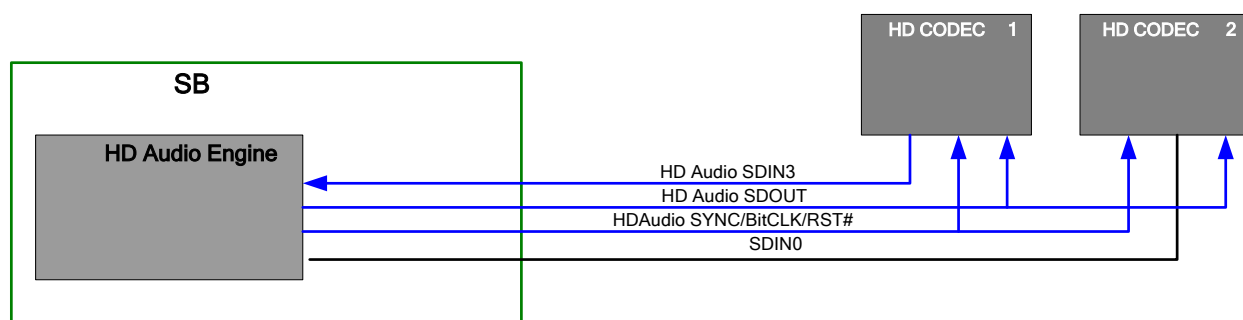 HD CODEC 1
HD CODEC 2
SB
HD Audio Engine
HD Audio SDIN3
HD Audio SDOUT
HDAudio SYNC/BitCLK/RST#
SDIN0